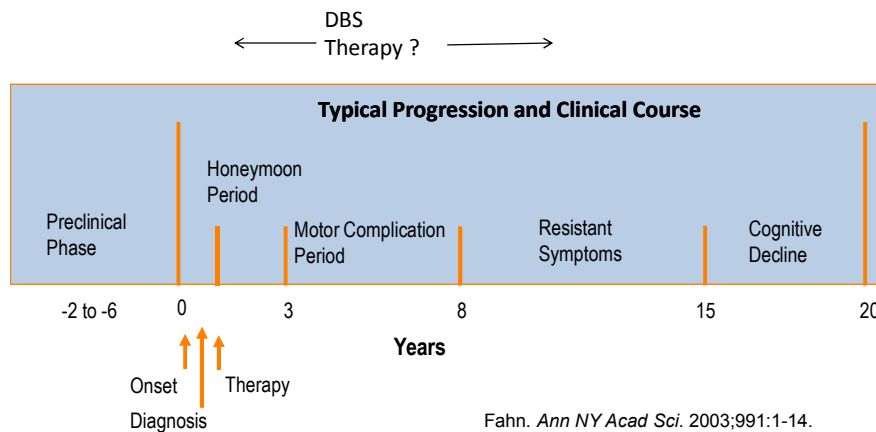 DBS
Therapy ?
Typical Progression and Clinical Course
Honeymoon
Period
Preclinical
Phase
Motor Complication
Period
Resistant
Symptoms
Cognitive
Decline
-2 to -6
0
3
8
15
20
Years
Onset
Therapy
Diagnosis
Fahn. Ann NY Acad Sci. 2003;991:1-14.